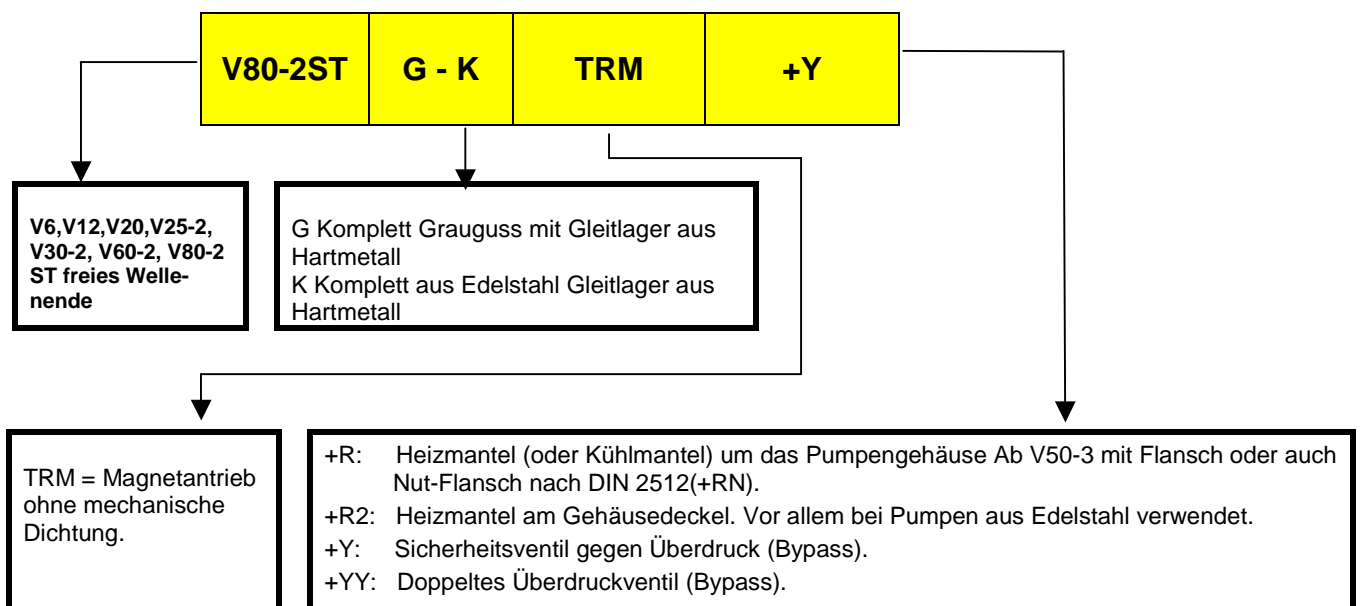 V80-2ST G - K TRM +Y
V6,V12,V20,V25-2,
V30-2, V60-2, V80-2
ST freies Welle-
nende
G Komplett Grauguss mit Gleitlager aus
Hartmetall
K Komplett aus Edelstahl Gleitlager aus
Hartmetall
TRM = Magnetantrieb
ohne mechanische
Dichtung.
+R: Heizmantel (oder Kühlmantel) um das Pumpengehäuse Ab V50-3 mit Flansch oder auch
Nut-Flansch nach DIN 2512(+RN).
+R2: Heizmantel am Gehäusedeckel. Vor allem bei Pumpen aus Edelstahl verwendet.
+Y: Sicherheitsventil gegen Überdruck (Bypass).
+YY: Doppeltes Überdruckventil (Bypass).